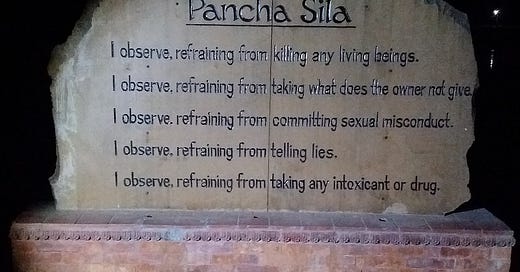 Pancha Sila
I observe, refraining from killing any living beings.
I observe, refraining from taking what does the owner not give.
I observe, refraining from committing sexual misconduct.
I observe, refraining from telling lies.
I observe, refraining from taking any intoxicant or drug.